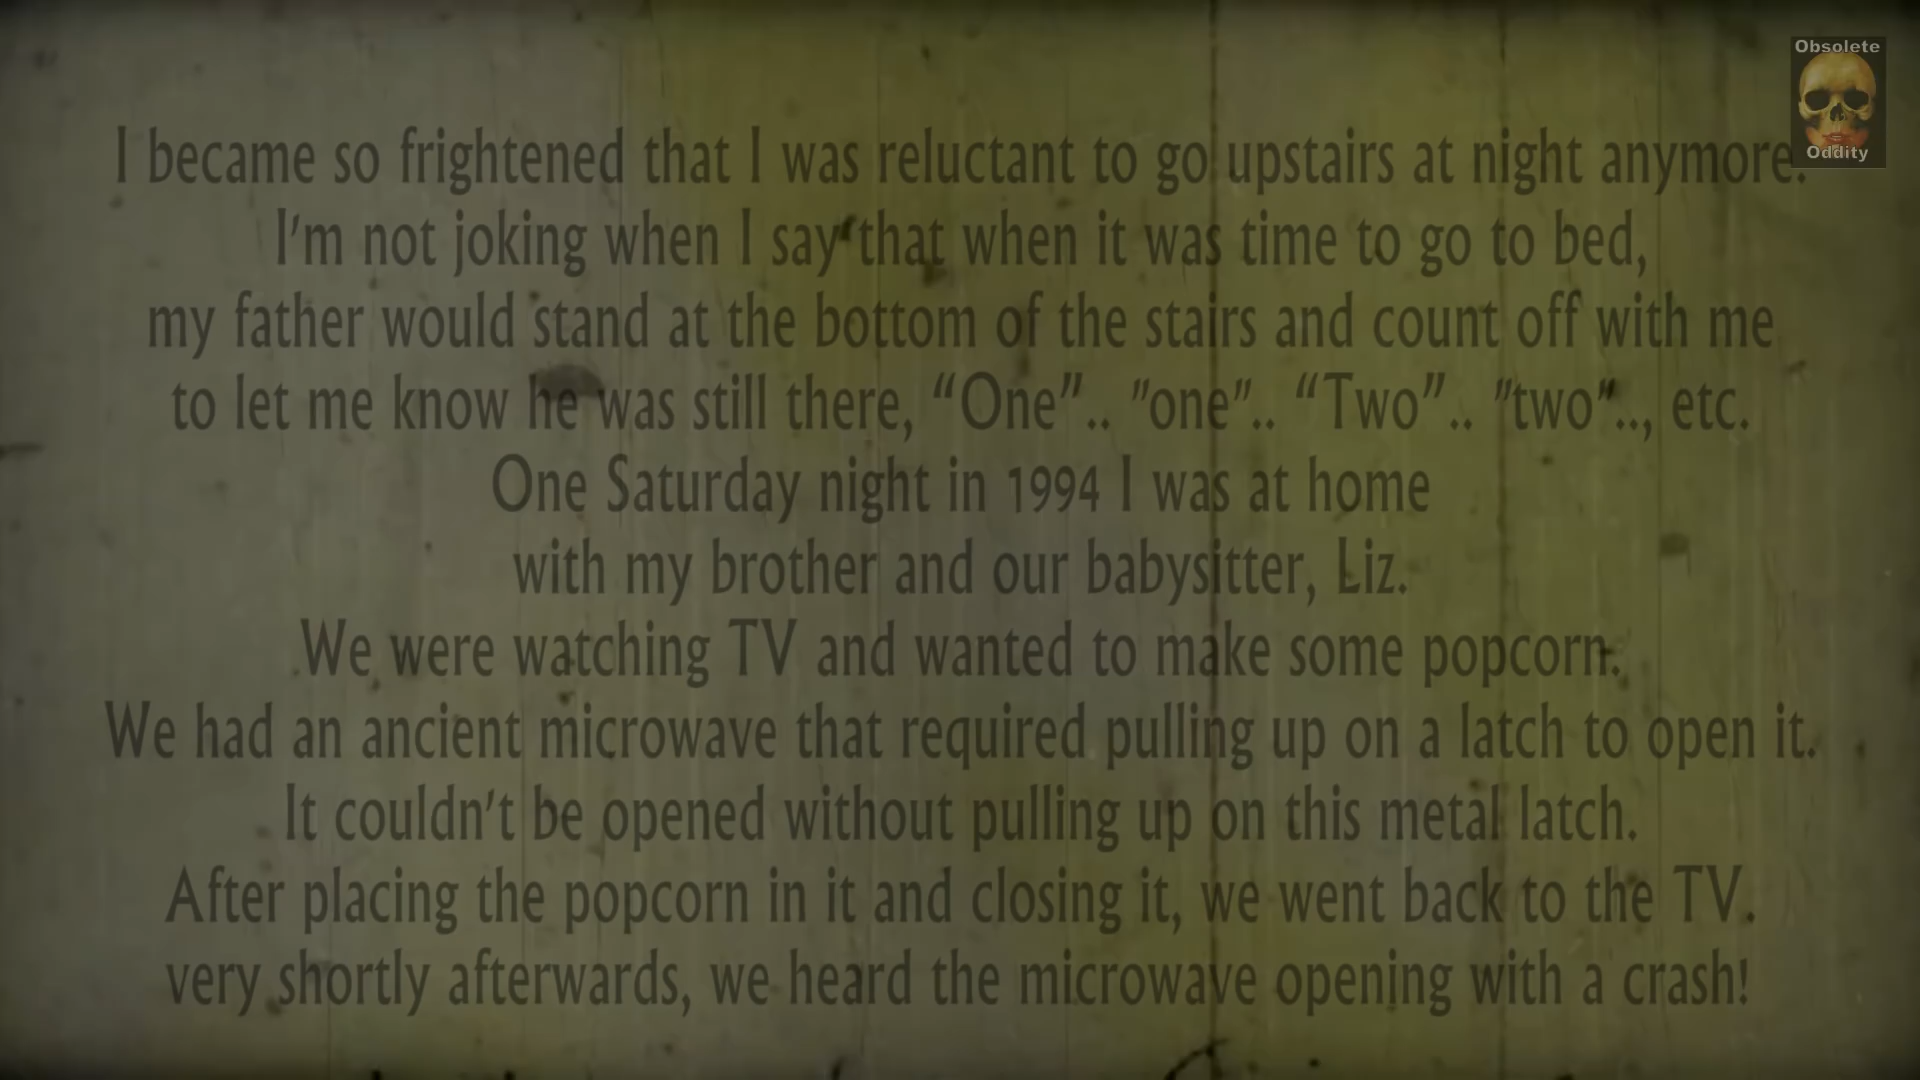 Obsolete
Oddity
I became so frightened that I was reluctant to go upstairs at night anymore.
I'm not joking when I say that when it was time to go to bed,
my father would stand at the bottom of the stairs and count off with me
to let me know he was still there, “One”.. "one".. “Two”.. "two".., etc.
One Saturday night in 1994 I was at home
with my brother and our babysitter, Liz.
We were watching TV and wanted to make some popcorn.
We had an ancient microwave that required pulling up on a latch to open it.
It couldn't be opened without pulling up on this metal latch.
After placing the popcorn in it and closing it, we went back to the TV.
very shortly afterwards, we heard the microwave opening with a crash!